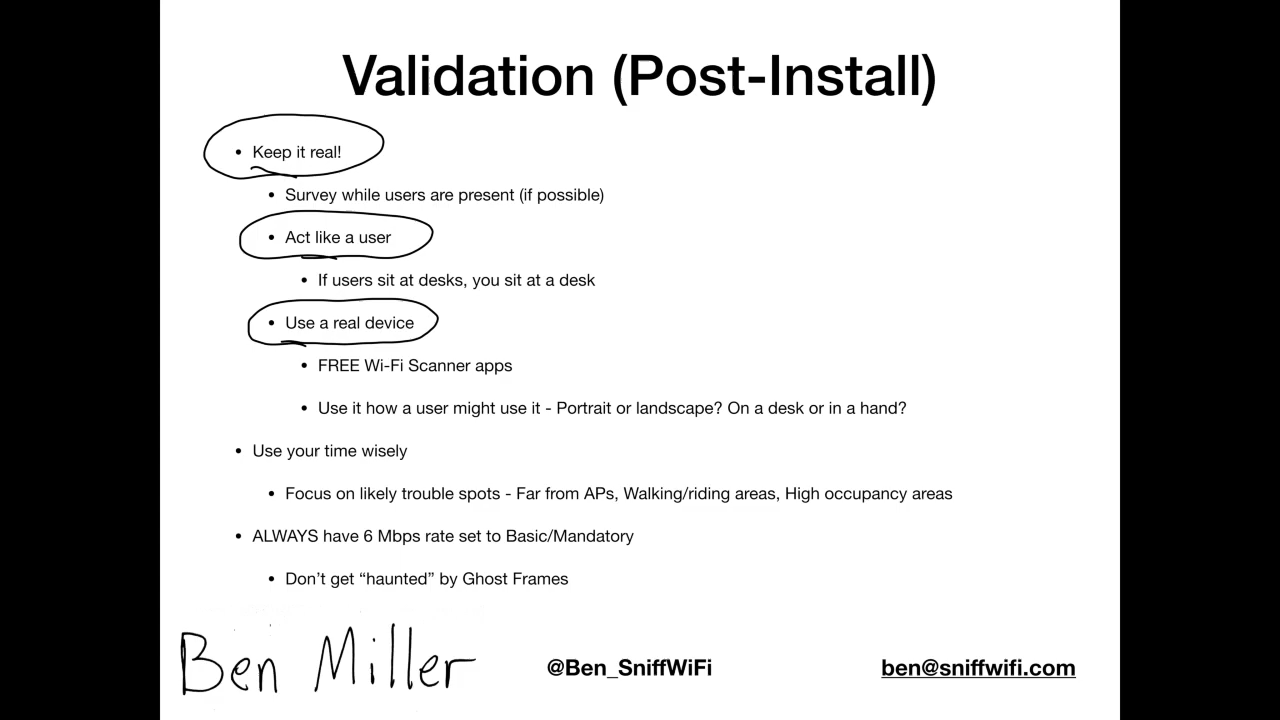 Validation (Post-Install)
• Keep it real!
• Survey while users are present (if possible)
• Act like a user
• If users sit at desks, you sit at a desk
• Use a real device
• FREE Wi-Fi Scanner apps
• Use it how a user might use it - Portrait or landscape? On a desk or in a hand?
• Use your time wisely
• Focus on likely trouble spots - Far from APs, Walking/riding areas, High occupancy areas
• ALWAYS have 6 Mbps rate set to Basic/Mandatory
• Don’t get “haunted” by Ghost Frames
Ben Miller @Ben_SniffWiFi ben@sniffwifi.com